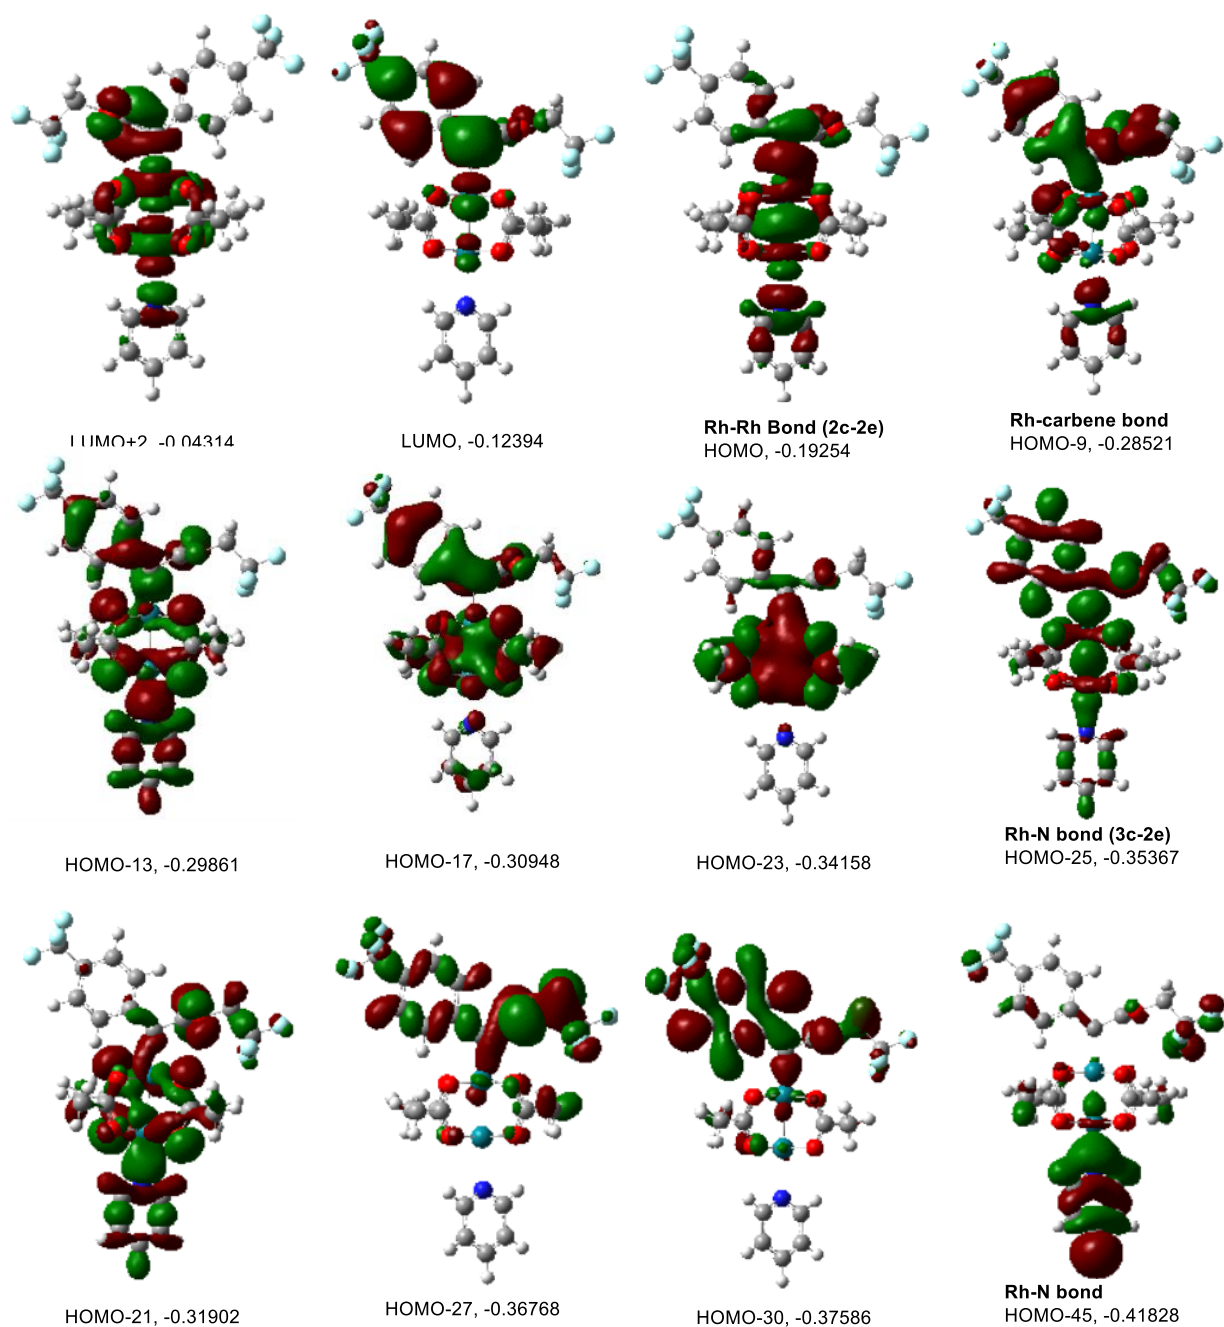 LUMO+2, -0.04314
LUMO, -0.12394
Rh-Rh Bond (2c-2e)
HOMO, -0.19254
Rh-carbene bond
HOMO-9, -0.28521
HOMO-13, -0.29861
HOMO-17, -0.30948
HOMO-23, -0.34158
Rh-N bond (3c-2e)
HOMO-25, -0.35367
HOMO-21, -0.31902
HOMO-27, -0.36768
HOMO-30, -0.37586
Rh-N bond
HOMO-45, -0.41828